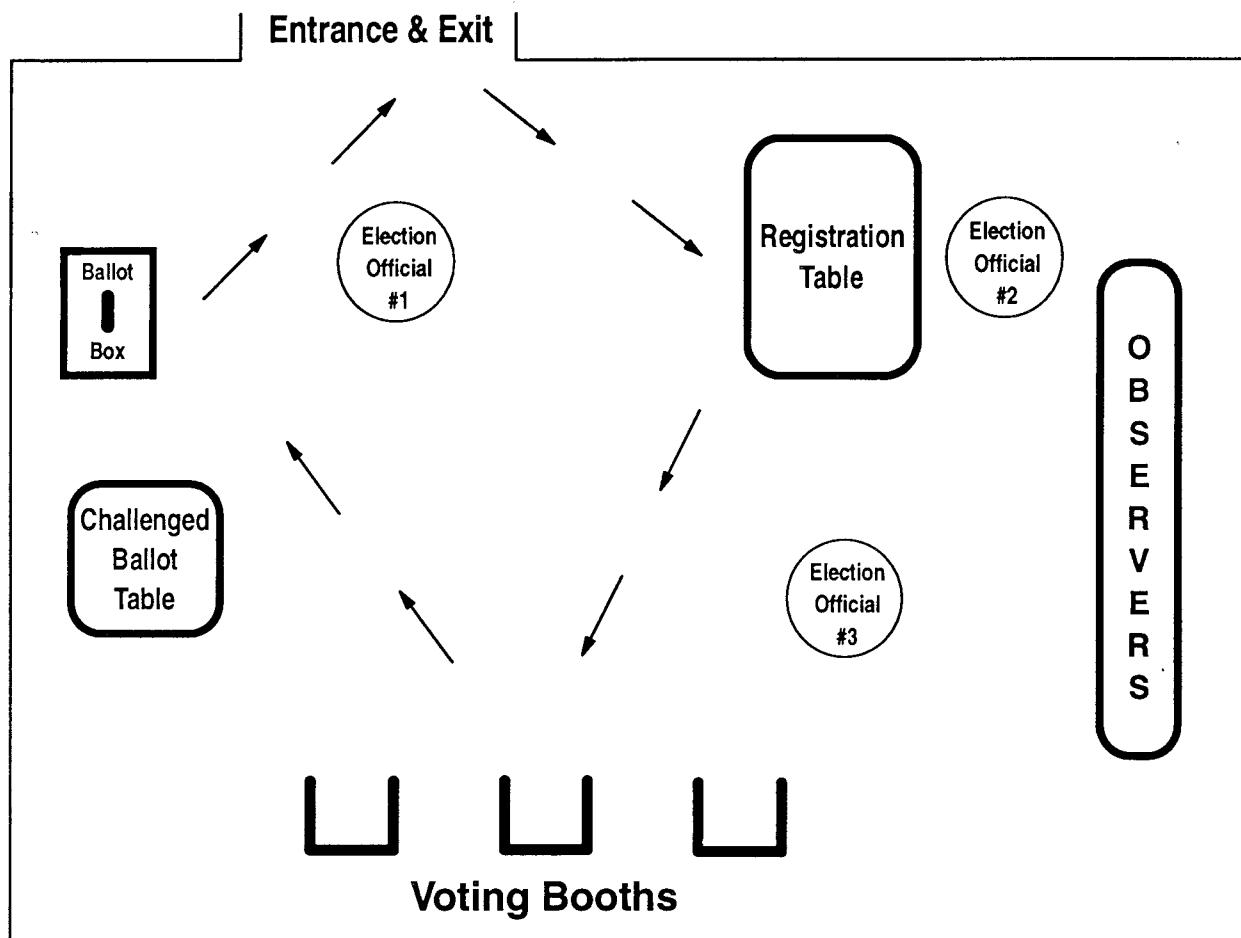 Entrance & Exit
Election
Official
#1
Registration
Table
Election
Official
#2
Ballot
Box
O
B
S
E
R
V
E
R
S
Challenged
Ballot
Table
Election
Official
#3
Voting Booths